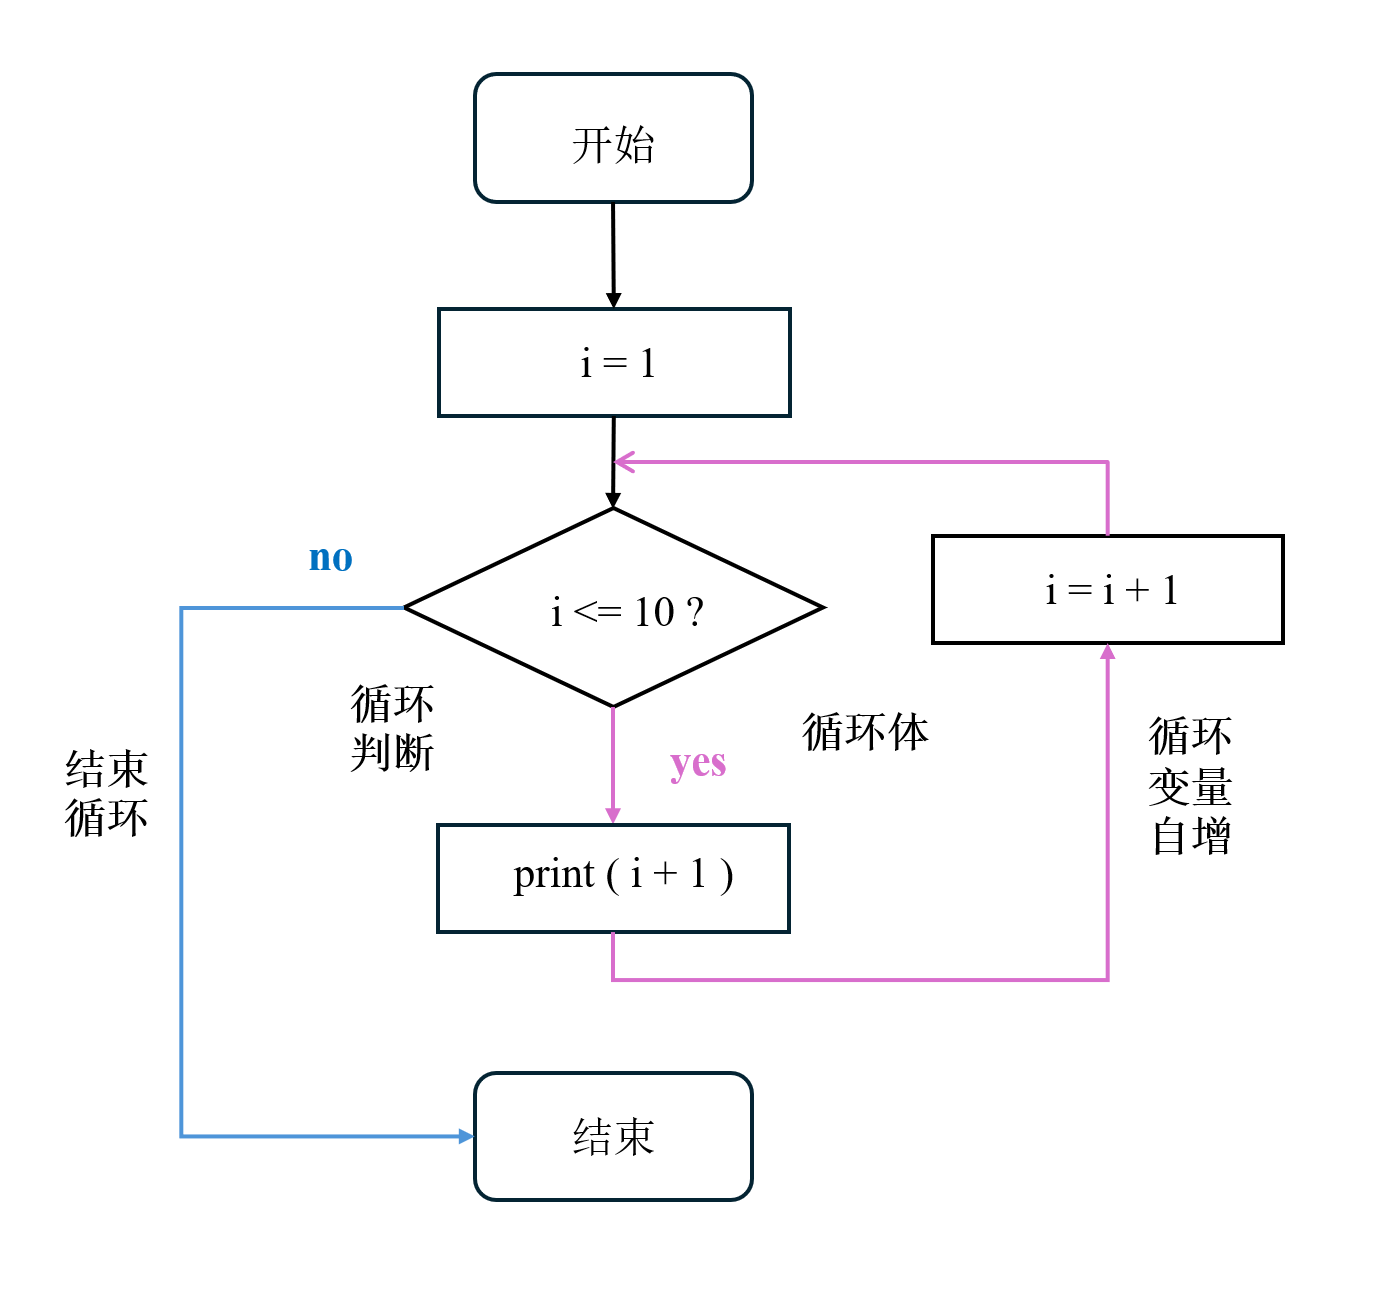 开始
i = 1
no
i <= 10 ?
i = i + 1
循环
判断
yes
循环体
循环
变量
自增
结束
循环
print ( i + 1 )
结束